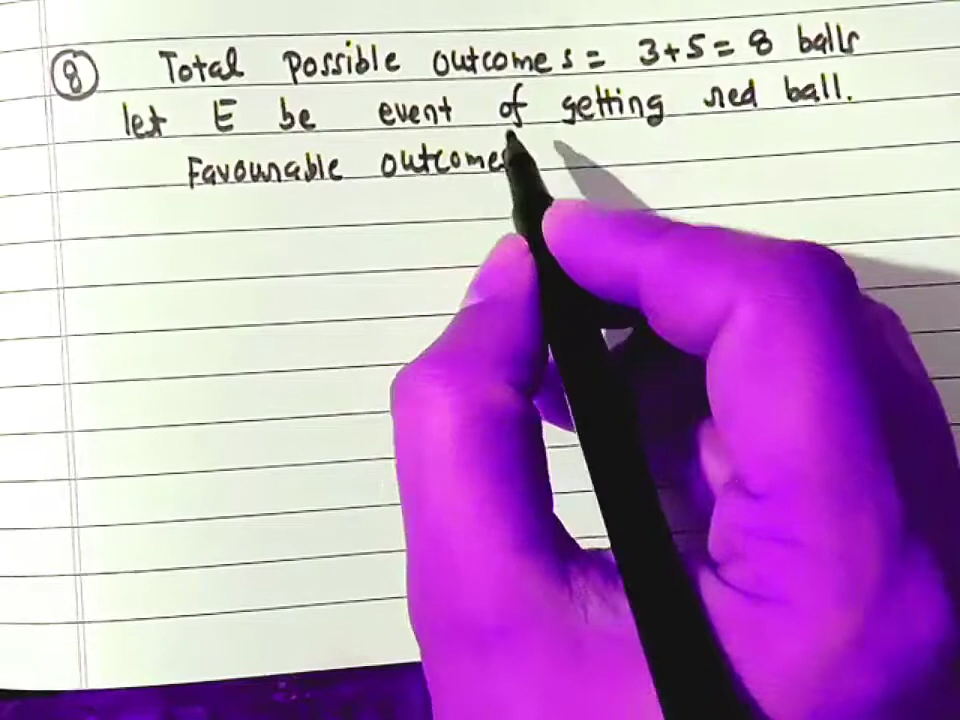 8 Total possible outcomes = 3+5 = 8 balls
let E be event of getting red ball.
Favourable outcomes